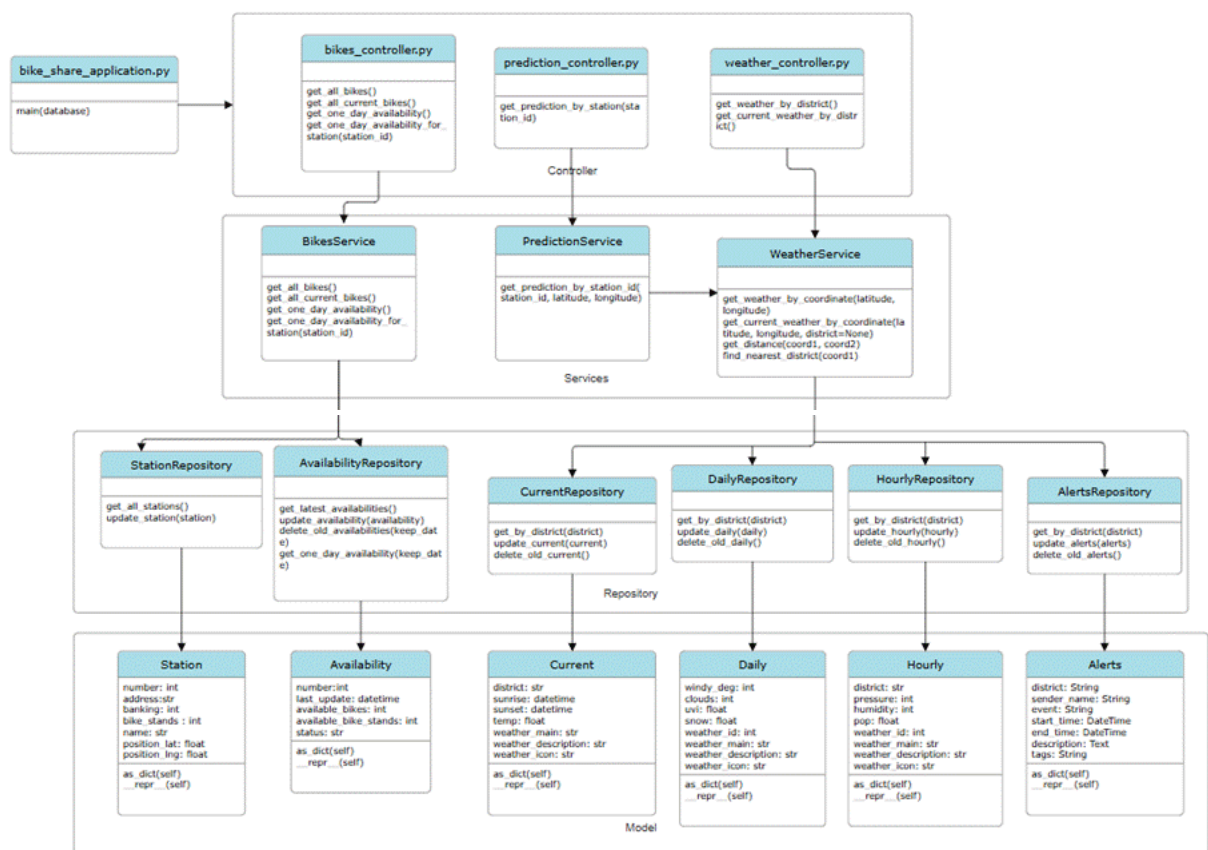 bike_share_application.py
main(database)
bikes_controller.py
get_all_bikes()
get_all_current_bikes()
get_one_day_availability()
get_one_day_availability_for_
station(station_id)
prediction_controller.py
get_prediction_by_station(sta
tion_id)
weather_controller.py
get_weather_by_district()
get_current_weather_by_distr
ict()
Controller
BikesService
get_all_bikes()
get_all_current_bikes()
get_one_day_availability()
get_one_day_availability_for_
station(station_id)
PredictionService
get_prediction_by_station_id(
station_id, latitude, longitude)
WeatherService
get_weather_by_coordinate(latitude,
longitude)
get_current_weather_by_coordinate(la
titude, longitude, district=None)
get_distance(coord1, coord2)
find_nearest_district(coord1)
Services
StationRepository
get_all_stations()
update_station(station)
AvailabilityRepository
get_latest_availabilities()
update_availability(availability)
delete_old_availabilities(keep_dat
e)
get_one_day_availability(keep_dat
e)
CurrentRepository
get_by_district(district)
update_current(current)
delete_old_current()
DailyRepository
get_by_district(district)
update_daily(daily)
delete_old_daily()
HourlyRepository
get_by_district(district)
update_hourly(hourly)
delete_old_hourly()
AlertsRepository
get_by_district(district)
update_alerts(alerts)
delete_old_alerts()
Repository
Station
number: int
address:str
banking: int
bike_stands : int
name: str
position_lat: float
position_lng: float
as_dict(self)
__repr__(self)
Availability
number:int
last_update: datetime
available_bikes: int
available_bike_stands: int
status: str
as_dict(self)
__repr__(self)
Current
district: str
sunrise: datetime
sunset: datetime
temp: float
weather_main: str
weather_description: str
weather_icon: str
as_dict(self)
__repr__(self)
Daily
windy_deg: int
clouds: int
uvi: float
snow: float
weather_id: int
weather_main: str
weather_description: str
weather_icon: str
as_dict(self)
__repr__(self)
Hourly
district: str
pressure: int
humidity: int
pop: float
weather_id: int
weather_main: str
weather_description: str
weather_icon: str
as_dict(self)
__repr__(self)
Alerts
district: String
sender_name: String
event: String
start_time: DateTime
end_time: DateTime
description: Text
tags: String
as_dict(self)
__repr__(self)
Model